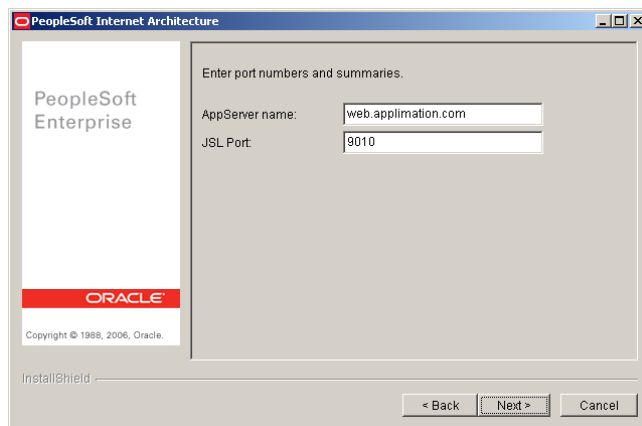 PeopleSoft Internet Architecture
PeopleSoft
Enterprise
Enter port numbers and summaries.
AppServer name: web.applimation.com
JSL Port: 9010
ORACLE
Copyright © 1988, 2006, Oracle.
InstallShield
< Back Next > Cancel